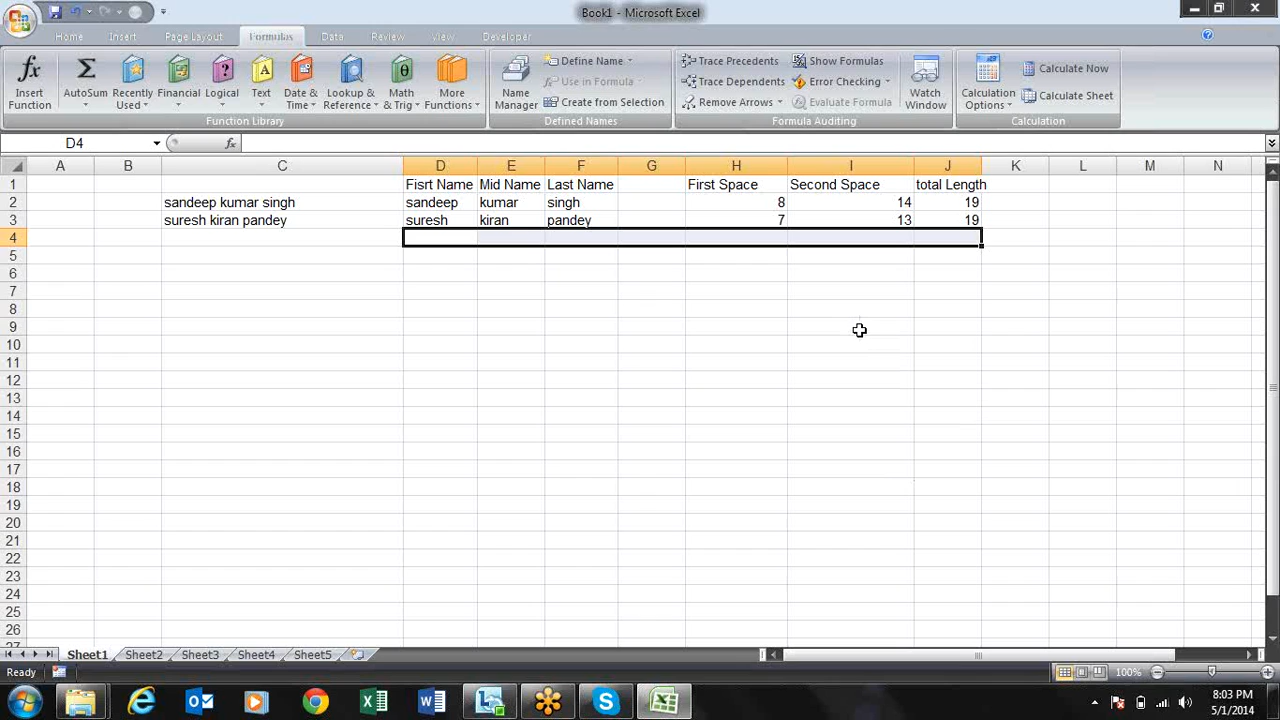 Book1 - Microsoft Excel
Home Insert Page Layout Formulas Data Review View Developer
Insert Function
AutoSum
Recently Used
Financial
Logical
Text
Date & Time
Lookup & Reference
Math & Trig
More Functions
Function Library
Name Manager
Define Name
Use in Formula
Create from Selection
Defined Names
Trace Precedents
Trace Dependents
Remove Arrows
Show Formulas
Error Checking
Evaluate Formula
Formula Auditing
Watch Window
Calculation Options
Calculate Now
Calculate Sheet
Calculation
D4 fx
A B C D E F G H I J K L M N
1 Fisrt Name Mid Name Last Name First Space Second Space total Length
2 sandeep kumar singh sandeep kumar singh 8 14 19
3 suresh kiran pandey suresh kiran pandey 7 13 19
4
5
6
7
8
9
10
11
12
13
14
15
16
17
18
19
20
21
22
23
24
25
26
27
Sheet1 Sheet2 Sheet3 Sheet4 Sheet5
Ready 100%
8:03 PM
5/1/2014